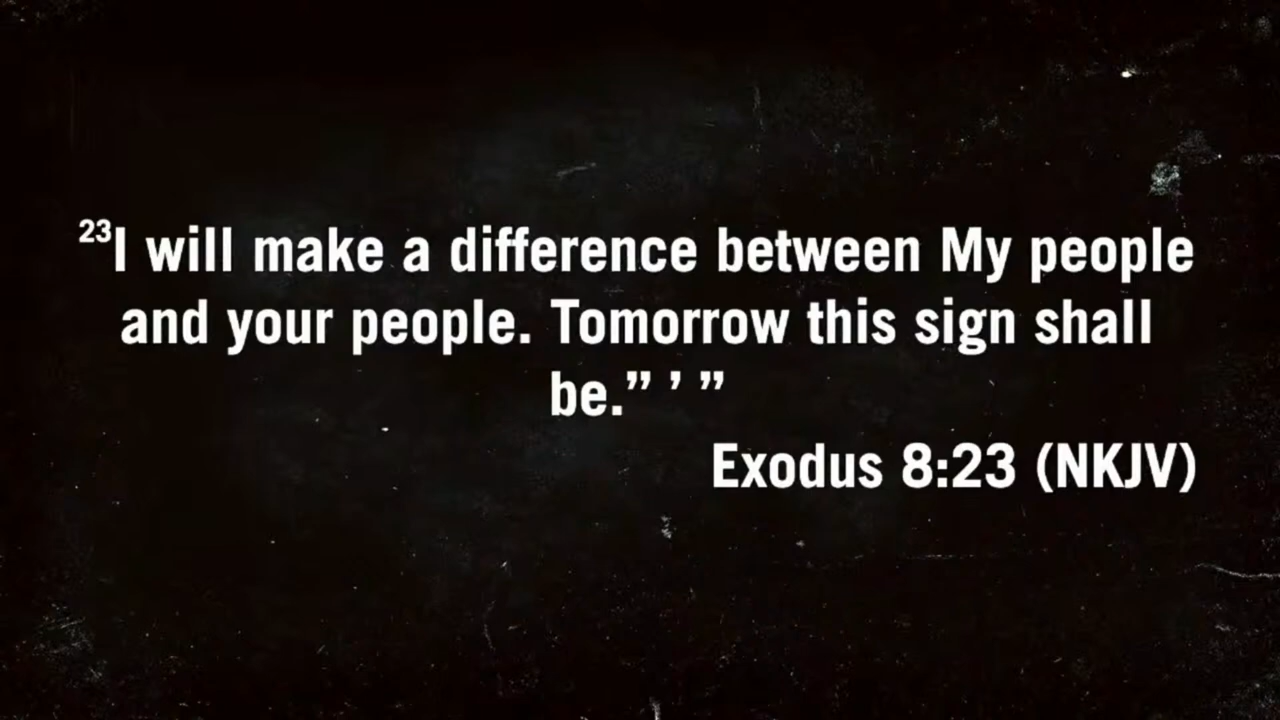 ²³I will make a difference between My people
and your people. Tomorrow this sign shall
be.” ’ ”
Exodus 8:23 (NKJV)